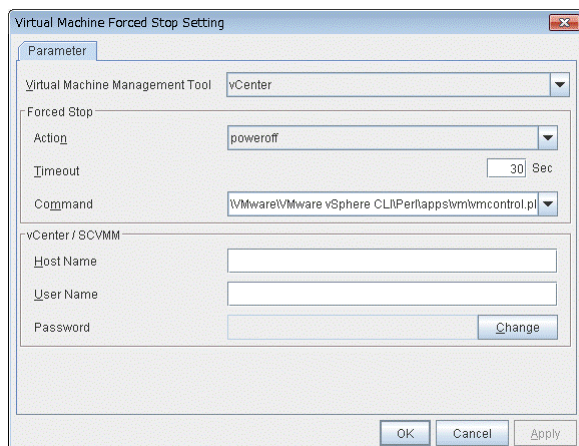 Virtual Machine Forced Stop Setting
Parameter
Virtual Machine Management Tool vCenter
Forced Stop
Action poweroff
Timeout 30 Sec
Command \VMware\VMware vSphere CLI\Perl\apps\vm\vmcontrol.pl
vCenter / SCVMM
Host Name
User Name
Password Change
OK Cancel Apply